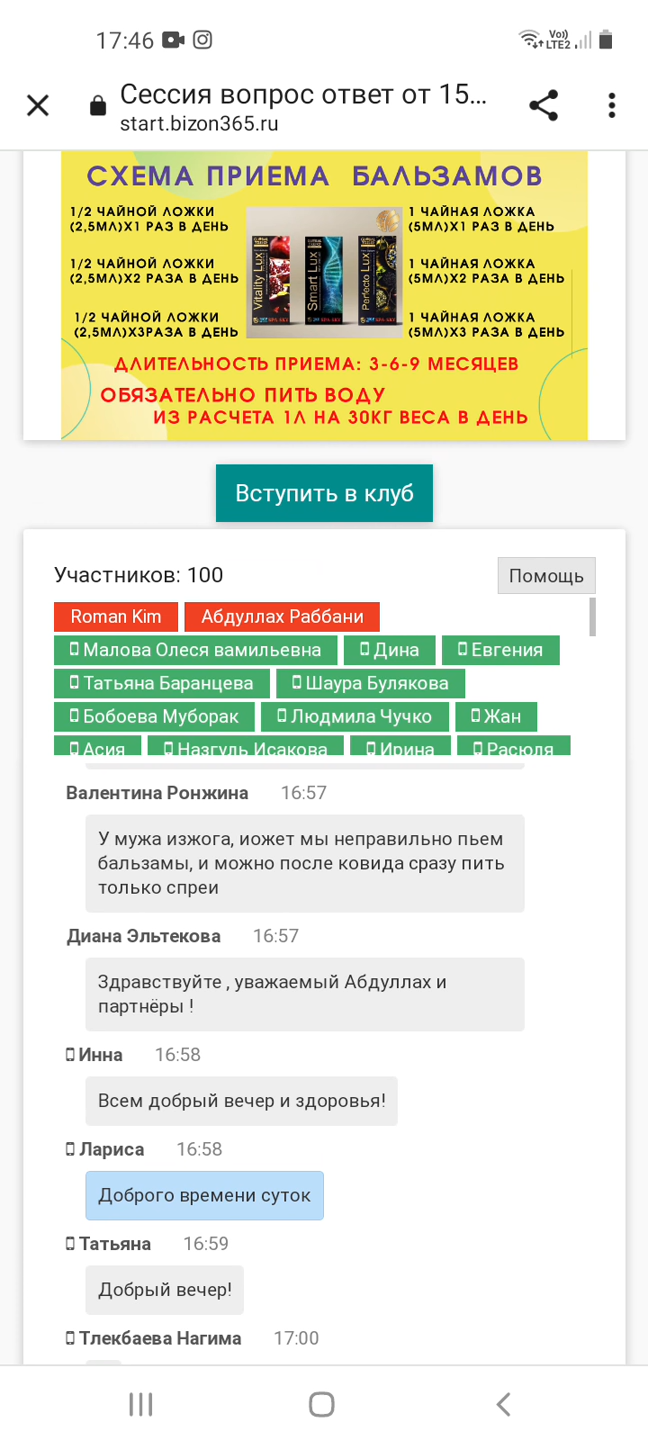 17:46
Vo))
LTE2
Сессия вопрос ответ от 15...
start.bizon365.ru
СХЕМА ПРИЕМА БАЛЬЗАМОВ
1/2 ЧАЙНОЙ ЛОЖКИ
(2,5МЛ)Х1 РАЗ В ДЕНЬ
1/2 ЧАЙНОЙ ЛОЖКИ
(2,5МЛ)Х2 РАЗА В ДЕНЬ
1/2 ЧАЙНОЙ ЛОЖКИ
(2,5МЛ)Х3РАЗА В ДЕНЬ
Vitality Lux
Smart Lux
Perfecto Lux
1 ЧАЙНАЯ ЛОЖКА
(5МЛ)Х1 РАЗ В ДЕНЬ
1 ЧАЙНАЯ ЛОЖКА
(5МЛ)Х2 РАЗА В ДЕНЬ
1 ЧАЙНАЯ ЛОЖКА
(5МЛ)Х3 РАЗА В ДЕНЬ
ДЛИТЕЛЬНОСТЬ ПРИЕМА: 3-6-9 МЕСЯЦЕВ
ОБЯЗАТЕЛЬНО ПИТЬ ВОДУ
ИЗ РАСЧЕТА 1Л НА 30КГ ВЕСА В ДЕНЬ
Вступить в клуб
Участников: 100
Помощь
Roman Kim Абдуллах Раббани
Малова Олеся вамильевна Дина Евгения
Татьяна Баранцева Шаура Булякова
Бобоева Муборак Людмила Чучко Жан
Асия Назгуль Исакова Ирина Расюля
Валентина Ронжина 16:57
У мужа изжога, иожет мы неправильно пьем
бальзамы, и можно после ковида сразу пить
только спреи
Диана Эльтекова 16:57
Здравствуйте , уважаемый Абдуллах и
партнёры !
Инна 16:58
Всем добрый вечер и здоровья!
Лариса 16:58
Доброго времени суток
Татьяна 16:59
Добрый вечер!
Тлекбаева Нагима 17:00